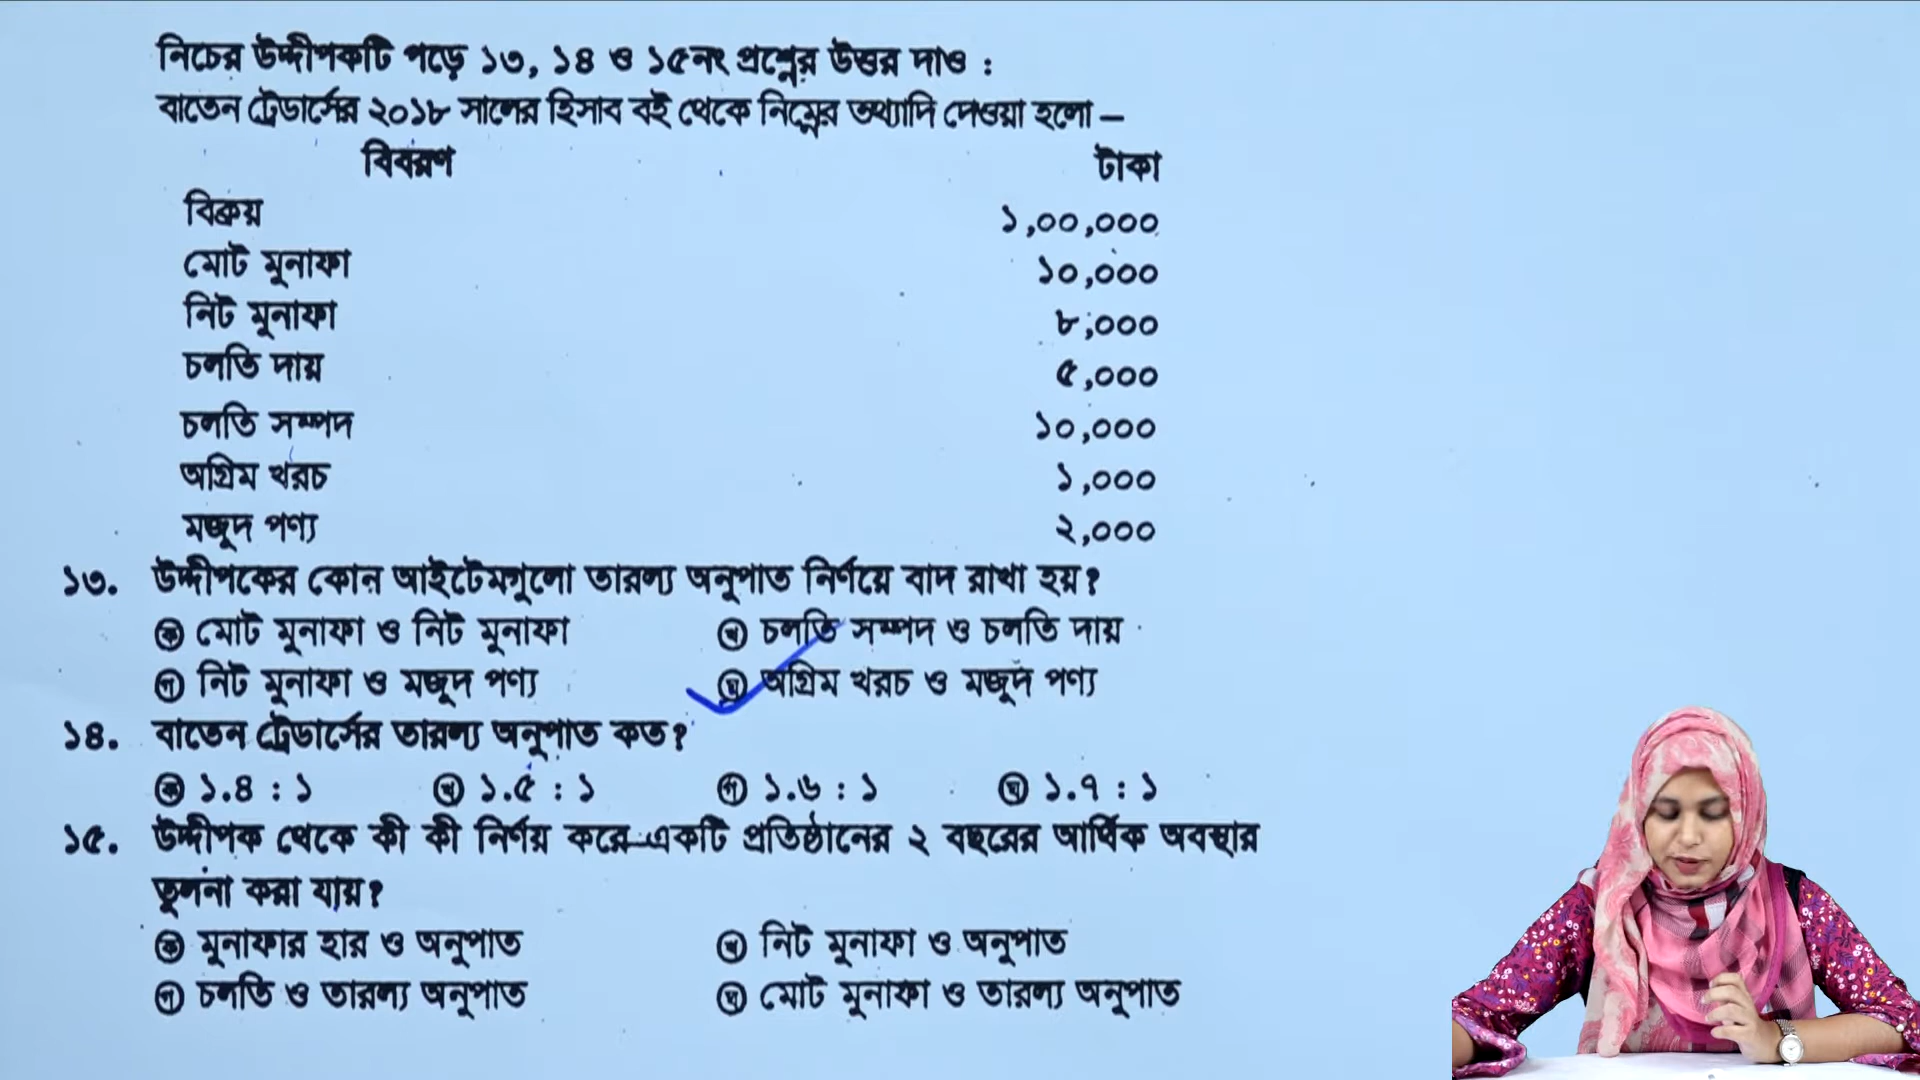 নিচের উদ্দীপকটি পড়ে ১৩, ১৪ ও ১৫নং প্রশ্নের উত্তর দাও :
বাতেন ট্রেডার্সের ২০১৮ সালের হিসাব বই থেকে নিম্নের তথ্যাদি দেওয়া হলো –
বিবরণ টাকা
বিক্রয় ১,০০,০০০
মোট মুনাফা ১০,০০০
নিট মুনাফা ৮,০০০
চলতি দায় ৫,০০০
চলতি সম্পদ ১০,০০০
অগ্রিম খরচ ১,০০০
মজুদ পণ্য ২,০০০
১৩. উদ্দীপকের কোন আইটেমগুলো তারল্য অনুপাত নির্ণয়ে বাদ রাখা হয়?
ক মোট মুনাফা ও নিট মুনাফা খ চলতি সম্পদ ও চলতি দায়
গ নিট মুনাফা ও মজুদ পণ্য ঘ অগ্রিম খরচ ও মজুদ পণ্য
১৪. বাতেন ট্রেডার্সের তারল্য অনুপাত কত?
ক ১.৪ : ১ খ ১.৫ : ১ গ ১.৬ : ১ ঘ ১.৭ : ১
১৫. উদ্দীপক থেকে কী কী নির্ণয় করে একটি প্রতিষ্ঠানের ২ বছরের আর্থিক অবস্থার
তুলনা করা যায়?
ক মুনাফার হার ও অনুপাত খ নিট মুনাফা ও অনুপাত
গ চলতি ও তারল্য অনুপাত ঘ মোট মুনাফা ও তারল্য অনুপাত